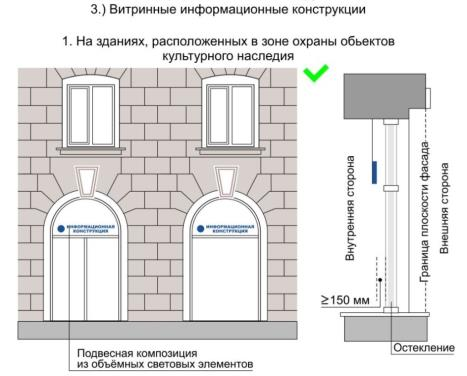 3.) Витринные информационные конструкции
1. На зданиях, расположенных в зоне охраны обьектов
культурного наследия
ИНФОРМАЦИОННАЯ
КОНСТРУКЦИЯ
ИНФОРМАЦИОННАЯ
КОНСТРУКЦИЯ
Подвесная композиция
из объёмных световых элементов
Внутренняя сторона
Граница плоскости фасада
Внешняя сторона
≥150 мм
Остекление